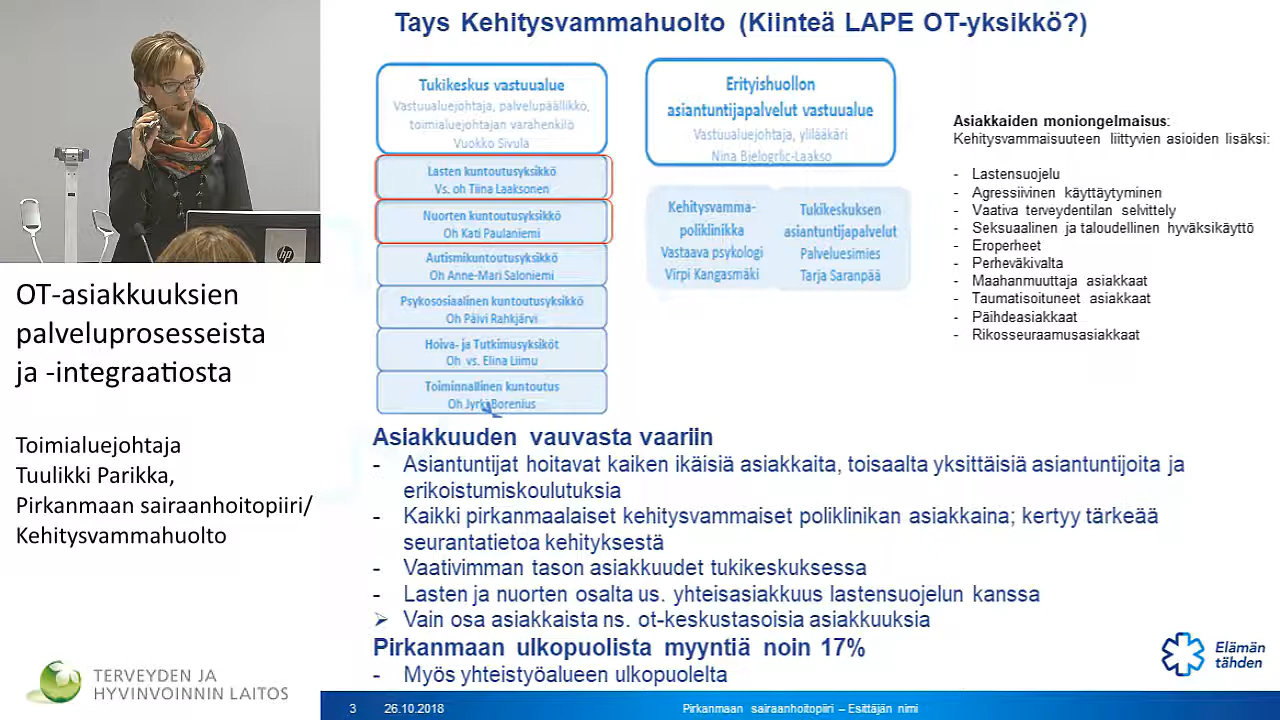 Tays Kehitysvammahuolto (Kiinteä LAPE OT-yksikkö?)
Tukikeskus vastuualue
Vastuualuejohtaja, palvelupäällikkö,
toimialuejohtajan varahenkilö
Vuokko Sivula
Lasten kuntoutusyksikkö
Vs. oh Tiina Laaksonen
Nuorten kuntoutusyksikkö
Oh Kati Paulaniemi
Autismikuntoutusyksikkö
Oh Anne-Mari Saloniemi
Psykososiaalinen kuntoutusyksikkö
Oh Päivi Rahkjärvi
Hoiva- ja Tutkimusyksiköt
Oh vs. Elina Liimu
Toiminnallinen kuntoutus
Oh Jyrki Borenius
Erityishuollon
asiantuntijapalvelut vastuualue
Vastuualuejohtaja, ylilääkäri
Nina Bjelogrlic-Laakso
Kehitysvamma-
poliklinikka
Vastaava psykologi
Virpi Kangasmäki
Tukikeskuksen
asiantuntijapalvelut
Palveluesimies
Tarja Saranpää
Asiakkaiden moniongelmaisus:
Kehitysvammaisuuteen liittyvien asioiden lisäksi:
- Lastensuojelu
- Agressiivinen käyttäytyminen
- Vaativa terveydentilan selvittely
- Seksuaalinen ja taloudellinen hyväksikäyttö
- Eroperheet
- Perheväkivalta
- Maahanmuuttaja asiakkaat
- Taumatisoituneet asiakkaat
- Päihdeasiakkaat
- Rikosseuraamusasiakkaat
Asiakkuuden vauvasta vaariin
- Asiantuntijat hoitavat kaiken ikäisiä asiakkaita, toisaalta yksittäisiä asiantuntijoita ja
erikoistumiskoulutuksia
- Kaikki pirkanmaalaiset kehitysvammaiset poliklinikan asiakkaina; kertyy tärkeää
seurantatietoa kehityksestä
- Vaativimman tason asiakkuudet tukikeskuksessa
- Lasten ja nuorten osalta us. yhteisasiakkuus lastensuojelun kanssa
➢ Vain osa asiakkaista ns. ot-keskustasoisia asiakkuuksia
Pirkanmaan ulkopuolista myyntiä noin 17%
- Myös yhteistyöalueen ulkopuolelta
Elämän
tähden
3 26.10.2018 Pirkanmaan sairaanhoitopiiri – Esittäjän nimi
hp
OT-asiakkuuksien
palveluprosesseista
ja -integraatiosta
Toimialuejohtaja
Tuulikki Parikka,
Pirkanmaan sairaanhoitopiiri/
Kehitysvammahuolto
TERVEYDEN JA
HYVINVOINNIN LAITOS